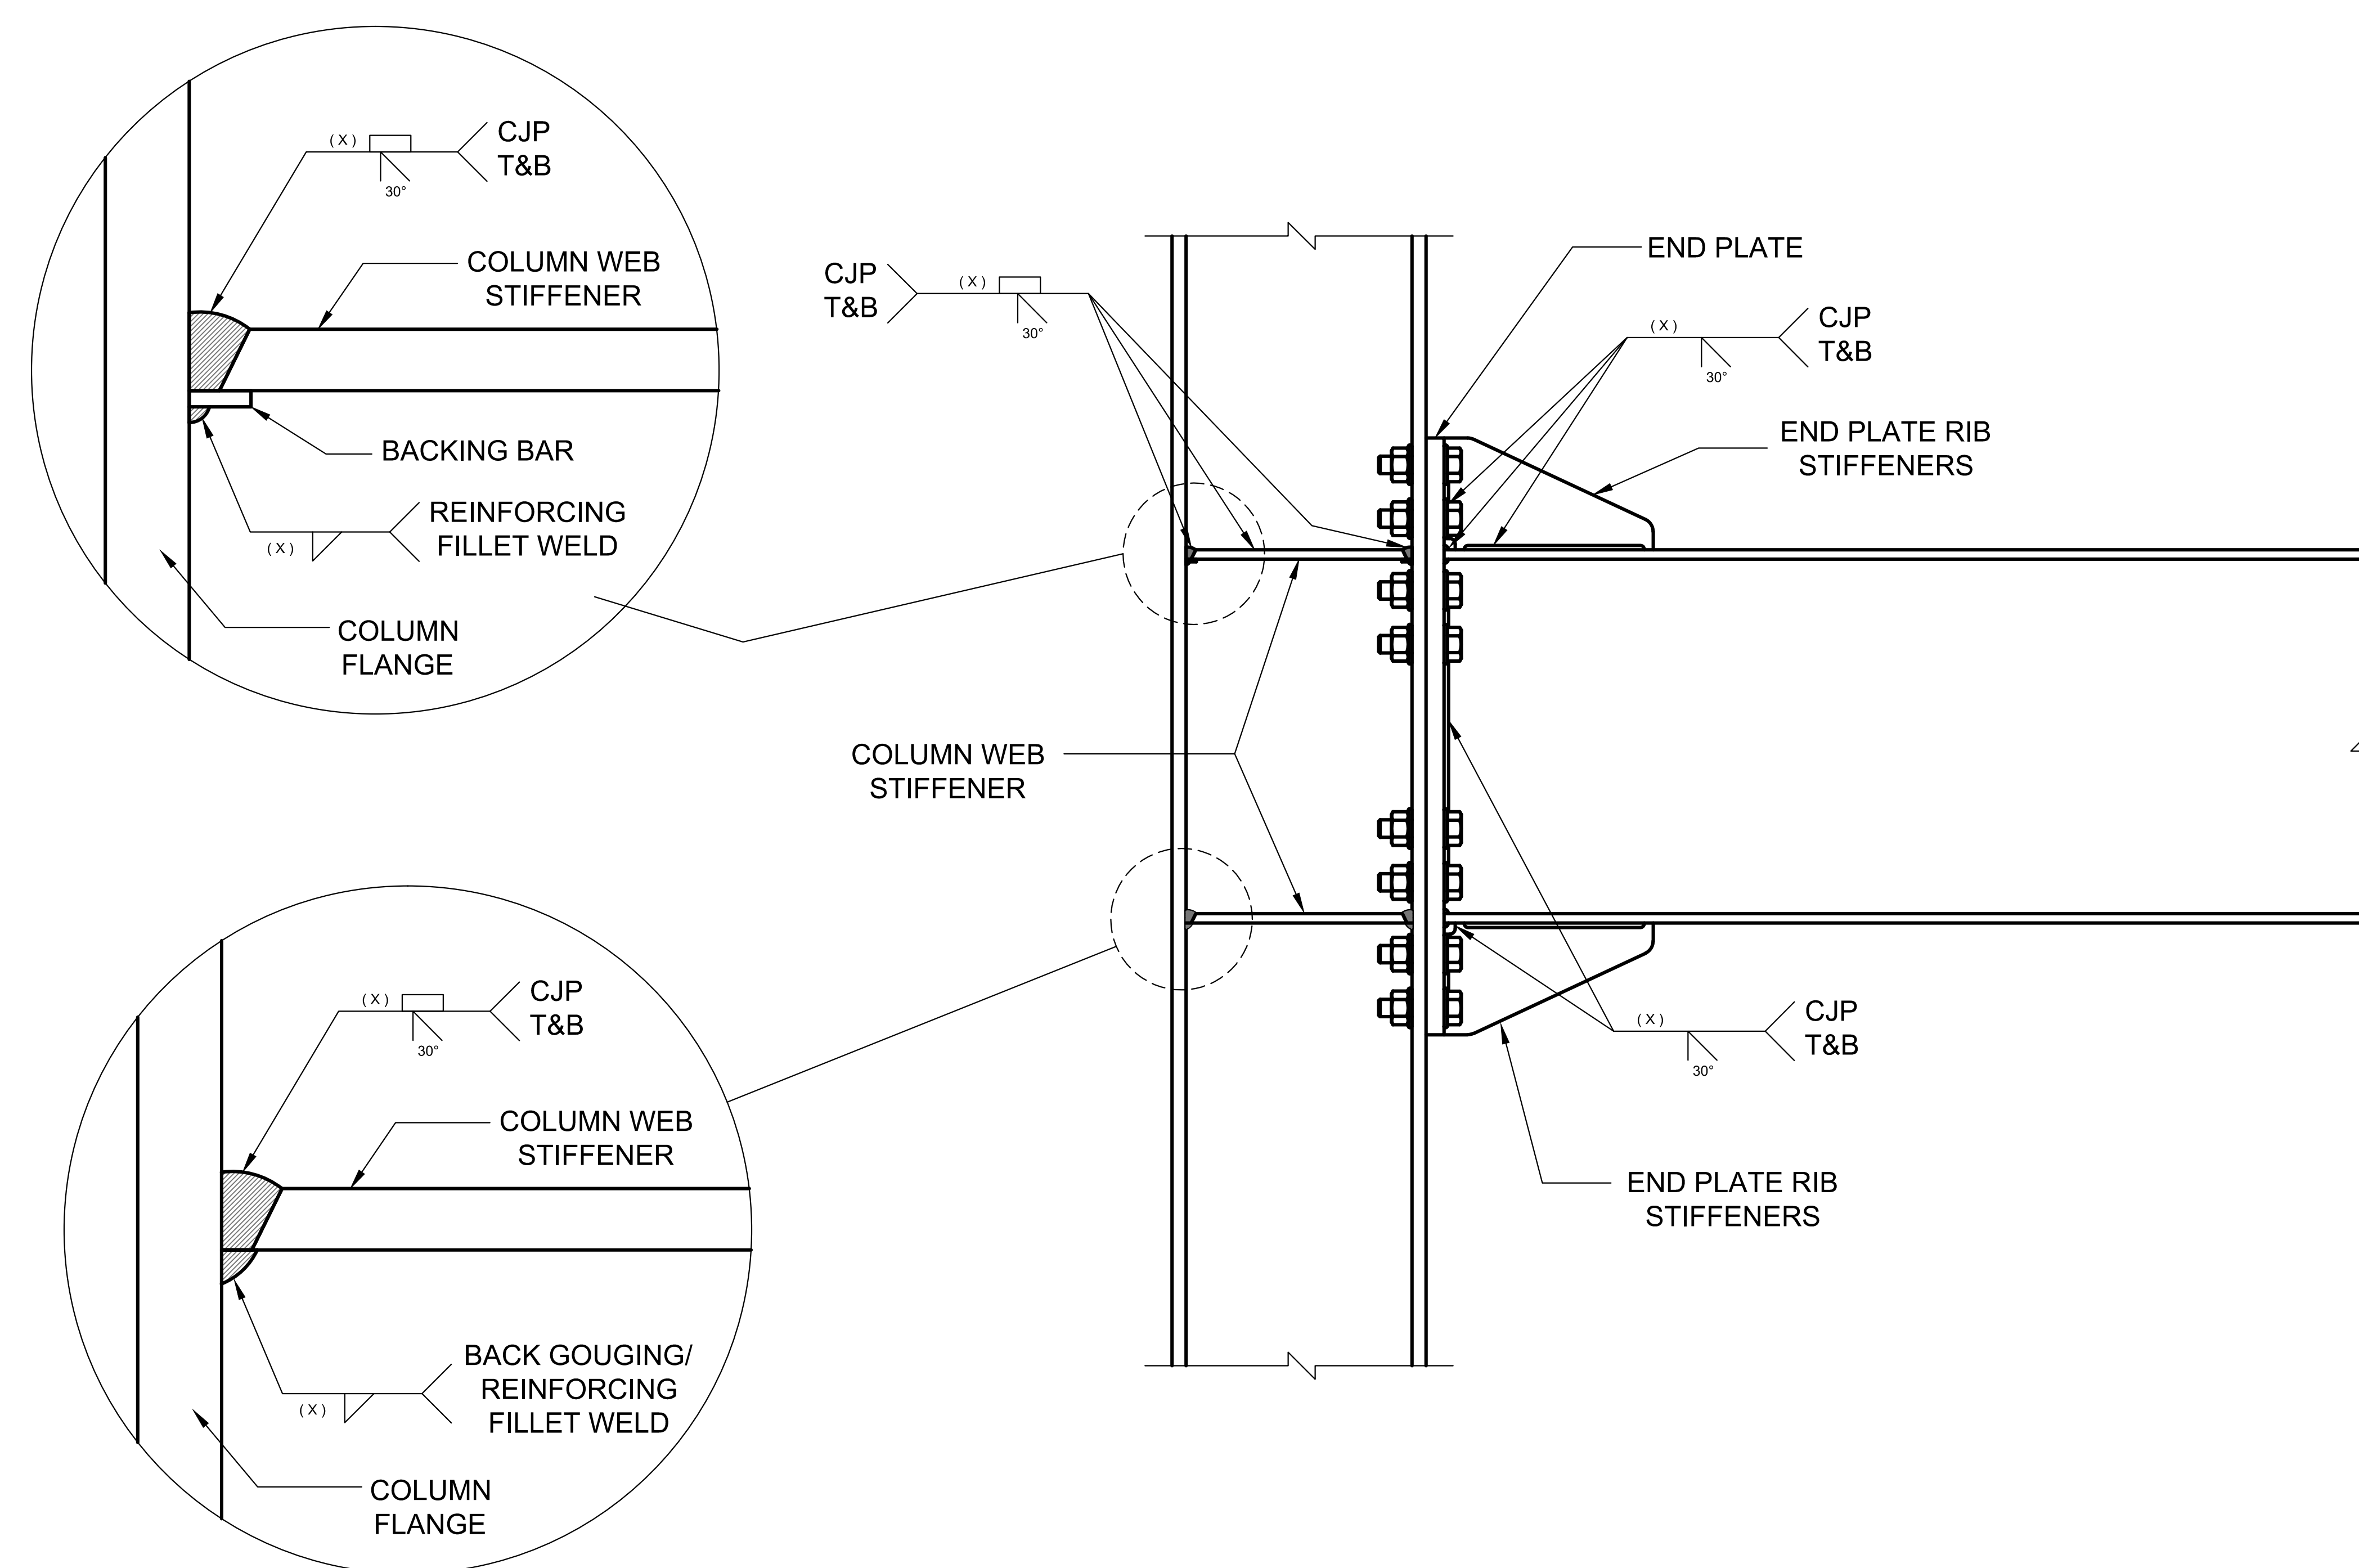 (X)
CJP
T&B
30°
COLUMN WEB
STIFFENER
BACKING BAR
REINFORCING
FILLET WELD
(X)
COLUMN
FLANGE
CJP
T&B
(X)
30°
END PLATE
(X)
CJP
T&B
30°
END PLATE RIB
STIFFENERS
COLUMN WEB
STIFFENER
(X)
CJP
T&B
30°
COLUMN WEB
STIFFENER
BACK GOUGING/
REINFORCING
FILLET WELD
(X)
COLUMN
FLANGE
(X)
CJP
T&B
30°
END PLATE RIB
STIFFENERS